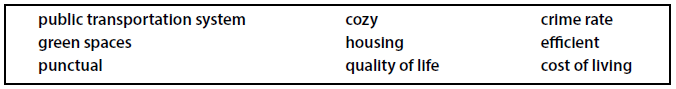 public transportation system cozy crime rate
green spaces housing efficient
punctual quality of life cost of living